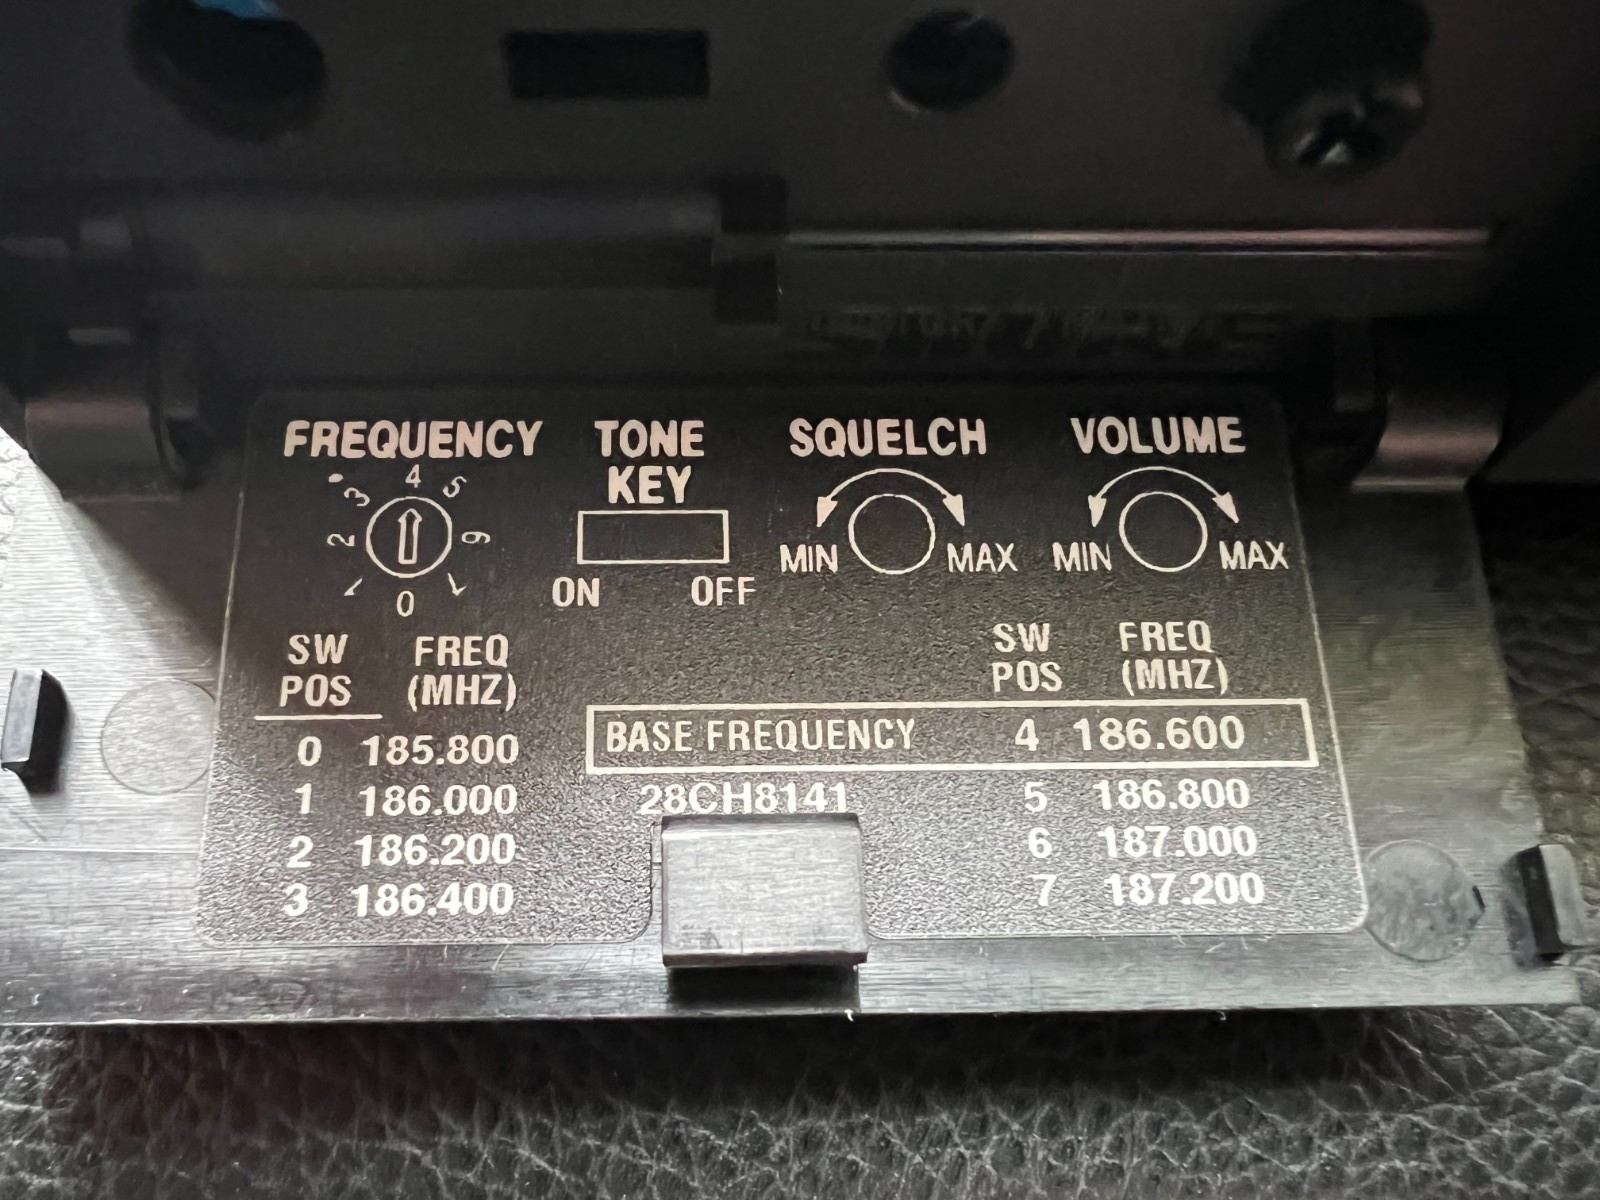 SHURE
FREQUENCY
4
3 5
2 6
0
TONE
KEY
ON OFF
SQUELCH
MIN MAX
VOLUME
MIN MAX
SW FREQ
POS (MHZ)
0 185.800
1 186.000
2 186.200
3 186.400
SW FREQ
POS (MHZ)
BASE FREQUENCY 4 186.600
28CH8141 5 186.800
6 187.000
7 187.200